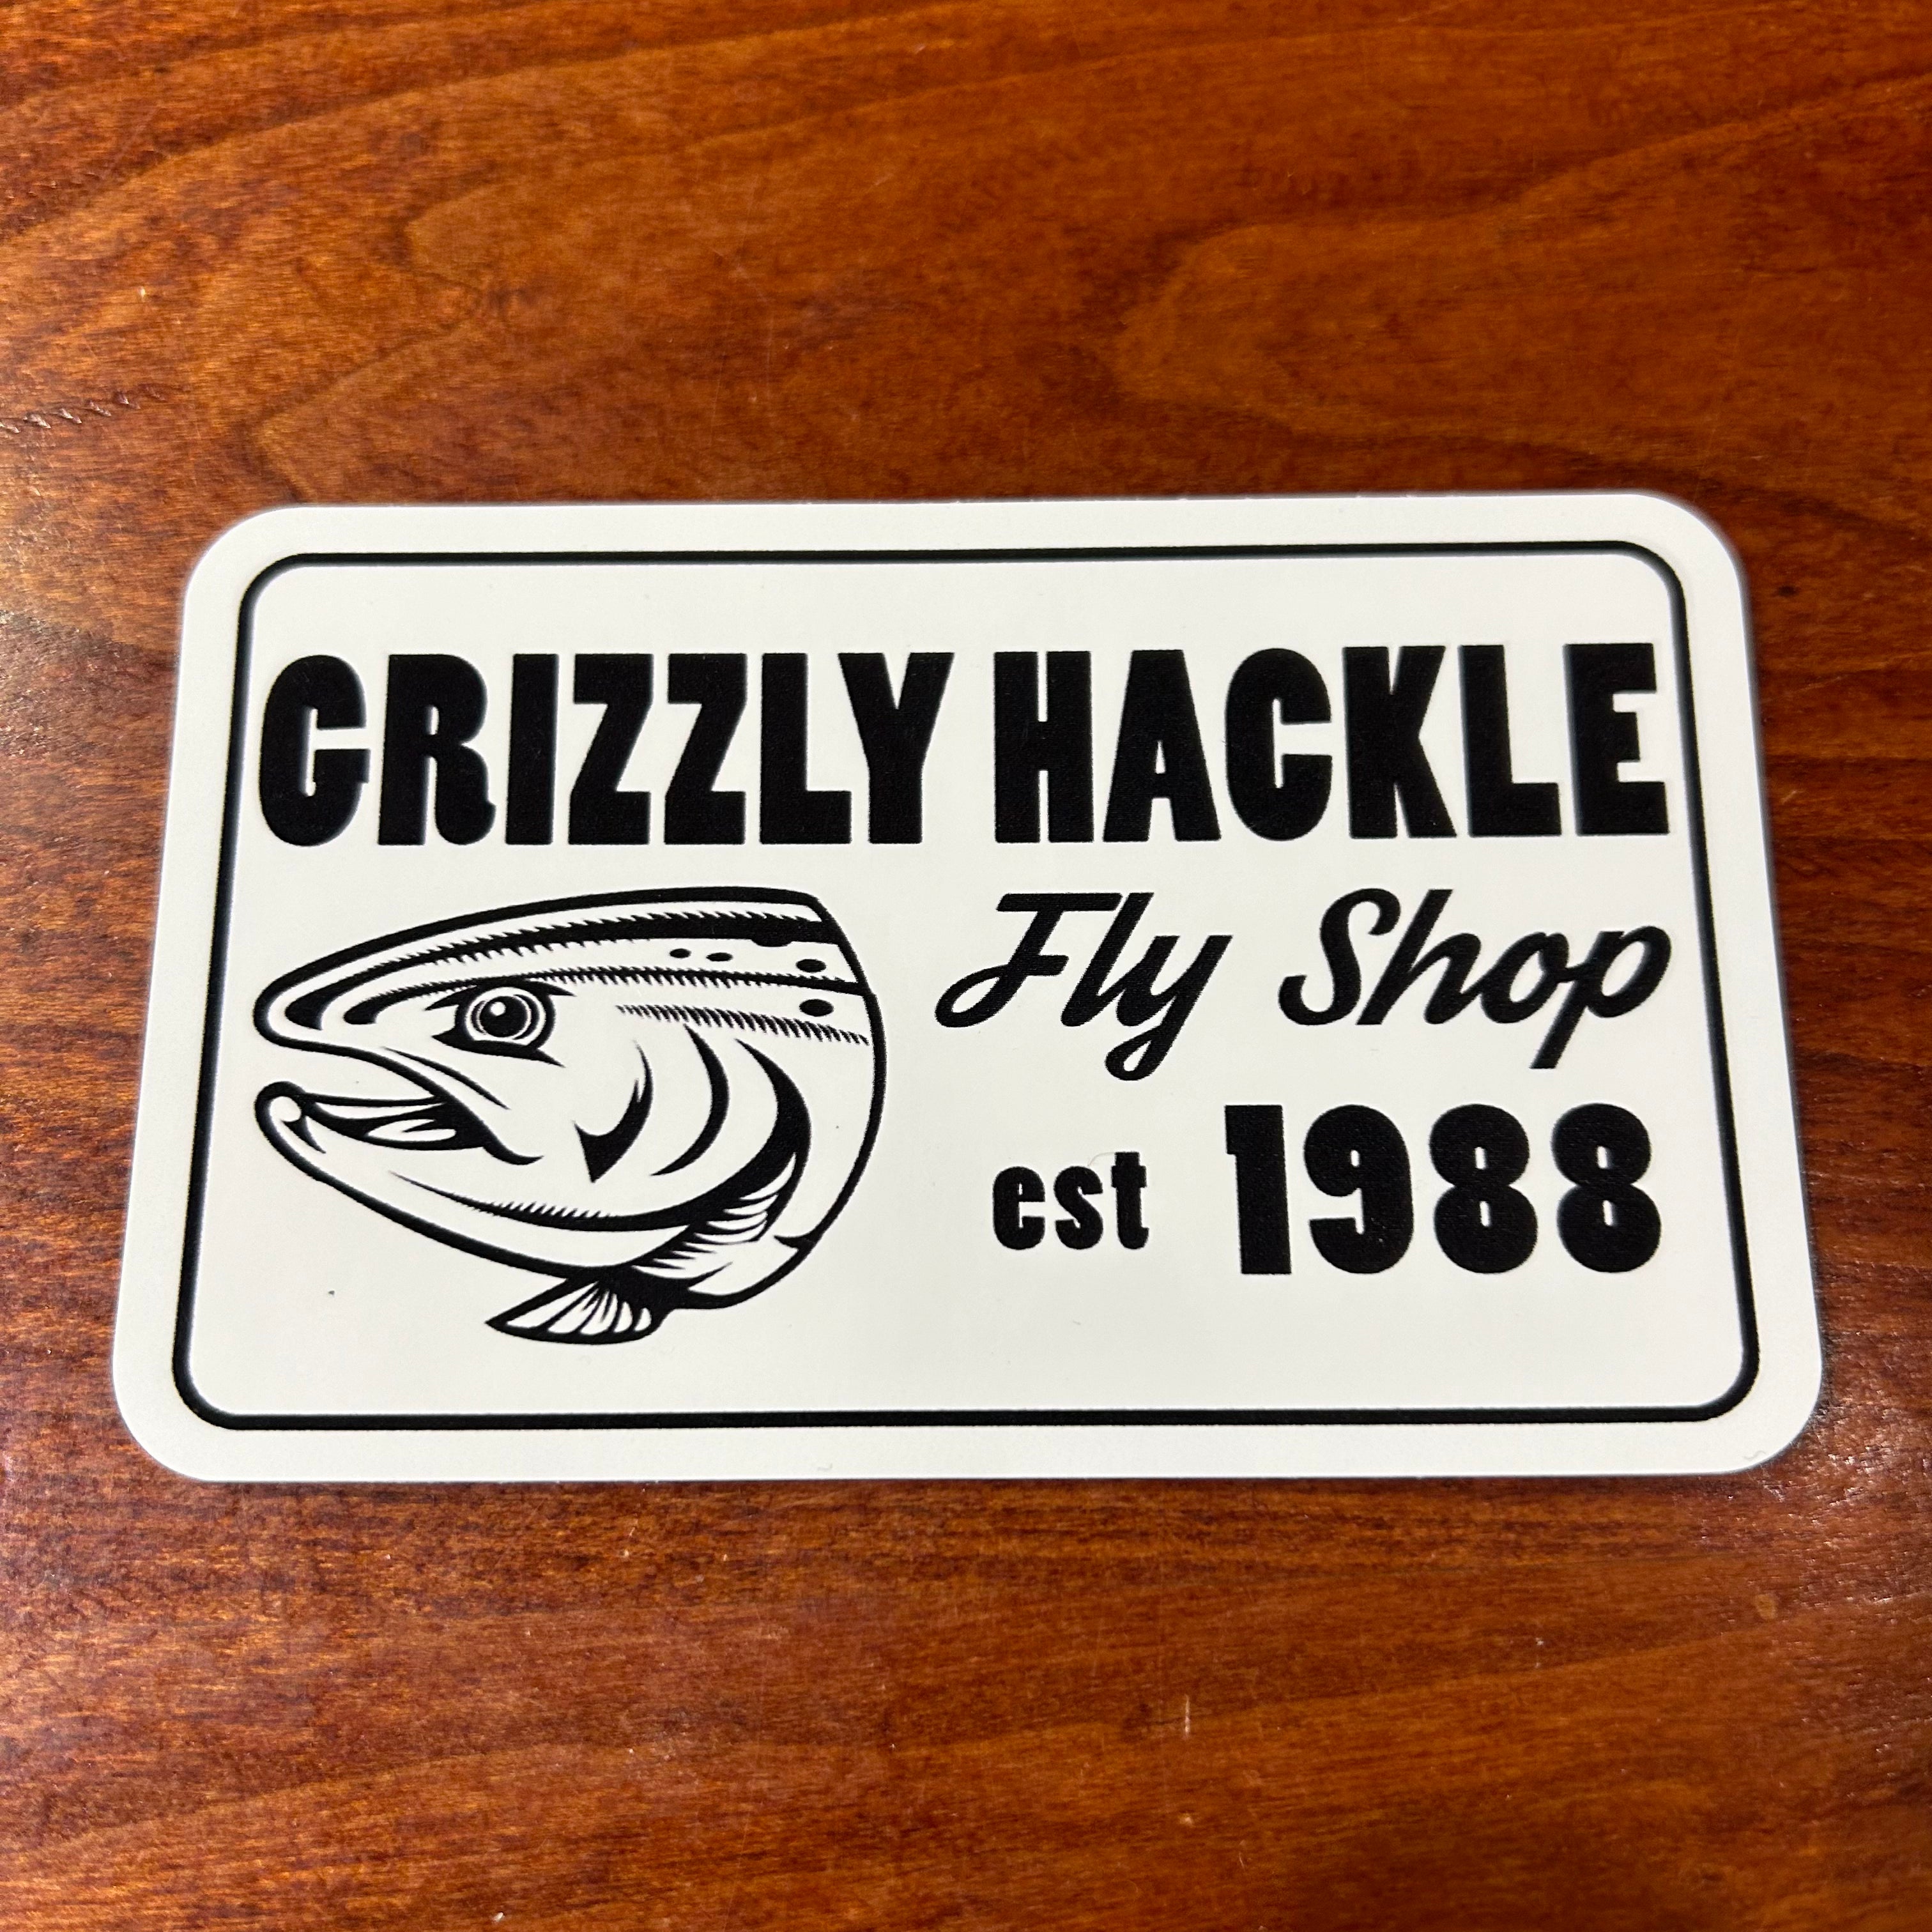 GRIZZLY HACKLE
Fly Shop
est 1988